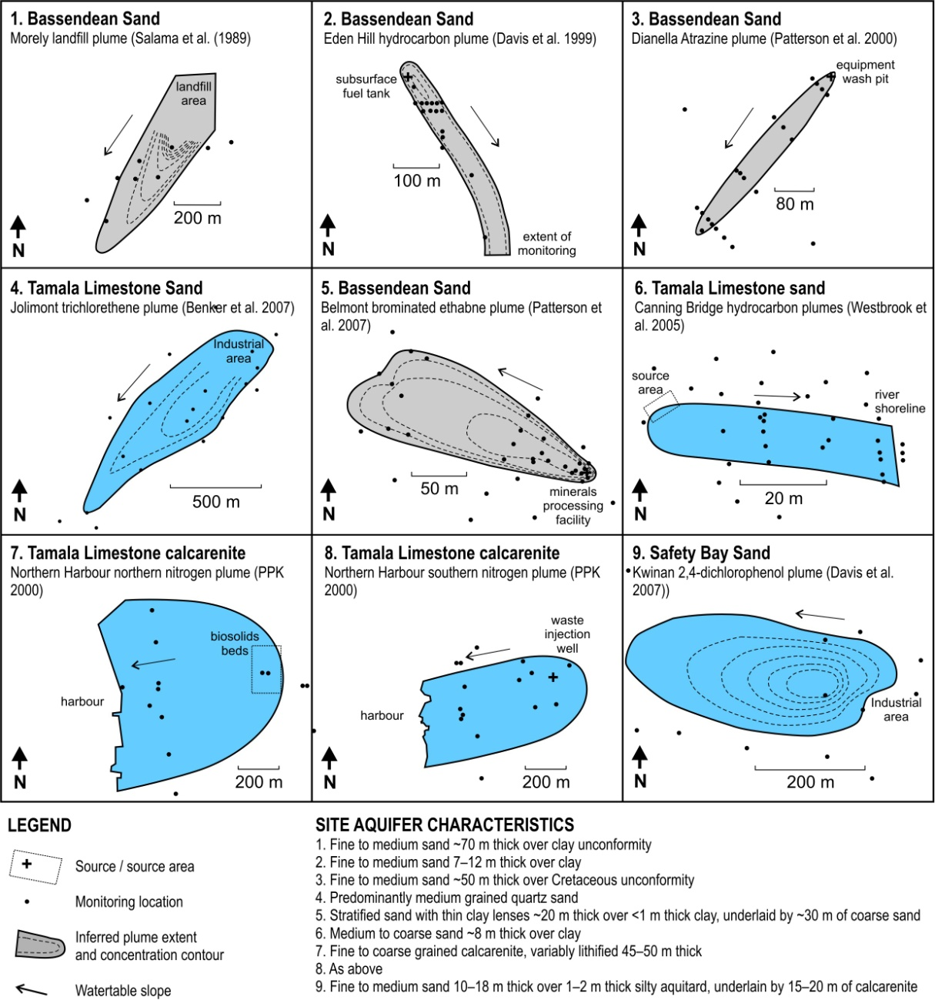 1. Bassendean Sand
Morely landfill plume (Salama et al. (1989)
landfill
area
200 m
N
2. Bassendean Sand
Eden Hill hydrocarbon plume (Davis et al. 1999)
subsurface
fuel tank
100 m
extent of
monitoring
N
3. Bassendean Sand
Dianella Atrazine plume (Patterson et al. 2000)
equipment
wash pit
80 m
N
4. Tamala Limestone Sand
Jolimont trichlorethene plume (Benker et al. 2007)
Industrial
area
500 m
N
5. Bassendean Sand
Belmont brominated ethabne plume (Patterson et
al. 2007)
50 m
minerals
processing
facility
N
6. Tamala Limestone sand
Canning Bridge hydrocarbon plumes (Westbrook et
al. 2005)
source
area
river
shoreline
20 m
N
7. Tamala Limestone calcarenite
Northern Harbour northern nitrogen plume (PPK
2000)
biosolids
beds
harbour
200 m
N
8. Tamala Limestone calcarenite
Northern Harbour southern nitrogen plume (PPK
2000)
waste
injection
well
harbour
200 m
N
9. Safety Bay Sand
Kwinan 2,4-dichlorophenol plume (Davis et al.
2007))
Industrial
area
200 m
N
LEGEND
Source / source area
Monitoring location
Inferred plume extent
and concentration contour
Watertable slope
SITE AQUIFER CHARACTERISTICS
1. Fine to medium sand ~70 m thick over clay unconformity
2. Fine to medium sand 7–12 m thick over clay
3. Fine to medium sand ~50 m thick over Cretaceous unconformity
4. Predominantly medium grained quartz sand
5. Stratified sand with thin clay lenses ~20 m thick over <1 m thick clay, underlaid by ~30 m of coarse sand
6. Medium to coarse sand ~8 m thick over clay
7. Fine to coarse grained calcarenite, variably lithified 45–50 m thick
8. As above
9. Fine to medium sand 10–18 m thick over 1–2 m thick silty aquitard, underlain by 15–20 m of calcarenite